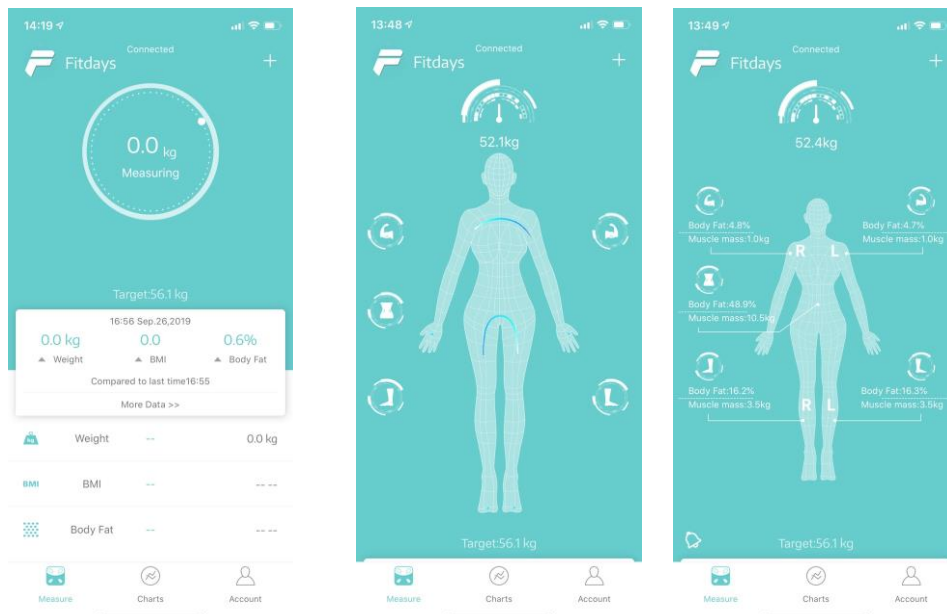 14:19
Connected
Fitdays
+
0.0 kg
Measuring
Target:56.1 kg
16:56 Sep.26,2019
0.0 kg 0.0 0.6%
Weight BMI Body Fat
Compared to last time16:55
More Data >>
kg Weight -- 0.0 kg
BMI BMI -- -- --
Body Fat -- -- --
Measure Charts Account
13:48
Connected
Fitdays
+
52.1kg
Target:56.1 kg
Measure Charts Account
13:49
Connected
Fitdays
+
52.4kg
Body Fat:4.8% Body Fat:4.7%
Muscle mass:1.0kg Muscle mass:1.0kg
R L
Body Fat:48.9%
Muscle mass:10.5kg
Body Fat:16.2% Body Fat:16.3%
Muscle mass:3.5kg Muscle mass:3.5kg
R L
Target:56.1 kg
Measure Charts Account